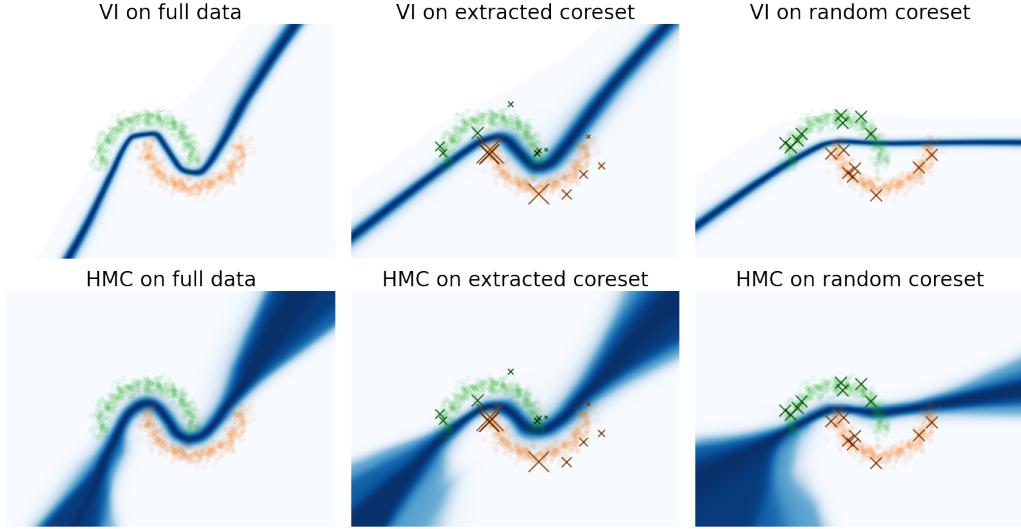 VI on full data
VI on extracted coreset
VI on random coreset
HMC on full data
HMC on extracted coreset
HMC on random coreset